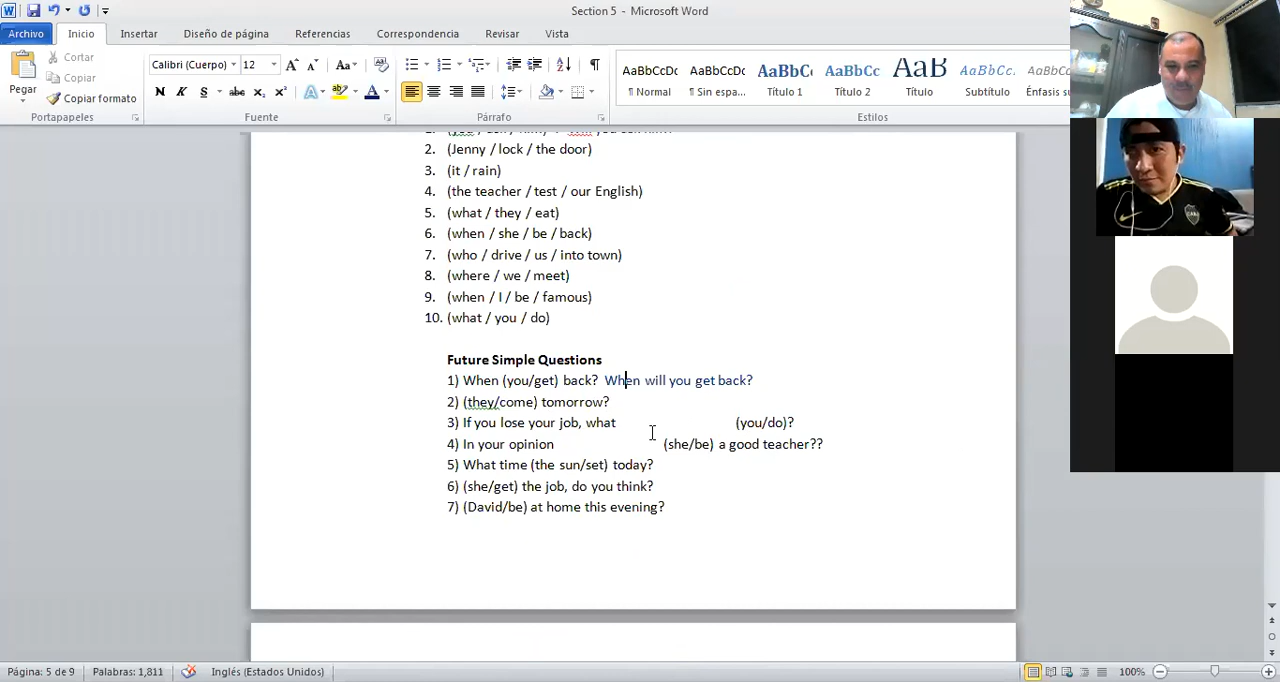 Section 5 - Microsoft Word
Archivo Inicio Insertar Diseño de página Referencias Correspondencia Revisar Vista
Pegar
Cortar
Copiar
Copiar formato
Portapapeles
Calibri (Cuerpo) 12
Fuente
Párrafo
AaBbCcDc AaBbCcDc AaBbC AaBbCc AaB AaBbCc. AaBbCcD
¶ Normal ¶ Sin espa... Título 1 Título 2 Título Subtítulo Énfasis su
Estilos
2. (Jenny / lock / the door)
3. (it / rain)
4. (the teacher / test / our English)
5. (what / they / eat)
6. (when / she / be / back)
7. (who / drive / us / into town)
8. (where / we / meet)
9. (when / I / be / famous)
10. (what / you / do)
Future Simple Questions
1) When (you/get) back? When will you get back?
2) (they/come) tomorrow?
3) If you lose your job, what (you/do)?
4) In your opinion (she/be) a good teacher??
5) What time (the sun/set) today?
6) (she/get) the job, do you think?
7) (David/be) at home this evening?
Página: 5 de 9 Palabras: 1,811 Inglés (Estados Unidos) 100%